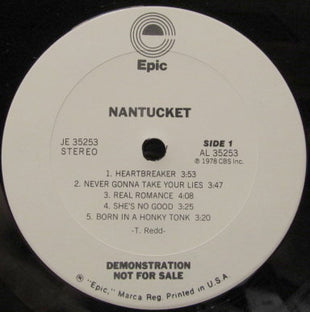 Epic
NANTUCKET
JE 35253
STEREO
SIDE 1
AL 35253
℗ 1978 CBS Inc.
1. HEARTBREAKER 3:53
2. NEVER GONNA TAKE YOUR LIES 3:47
3. REAL ROMANCE 4:08
4. SHE'S NO GOOD 3:25
5. BORN IN A HONKY TONK 3:20
-T. Redd-
DEMONSTRATION
NOT FOR SALE
® "Epic," Marca Reg. Printed in U.S.A.